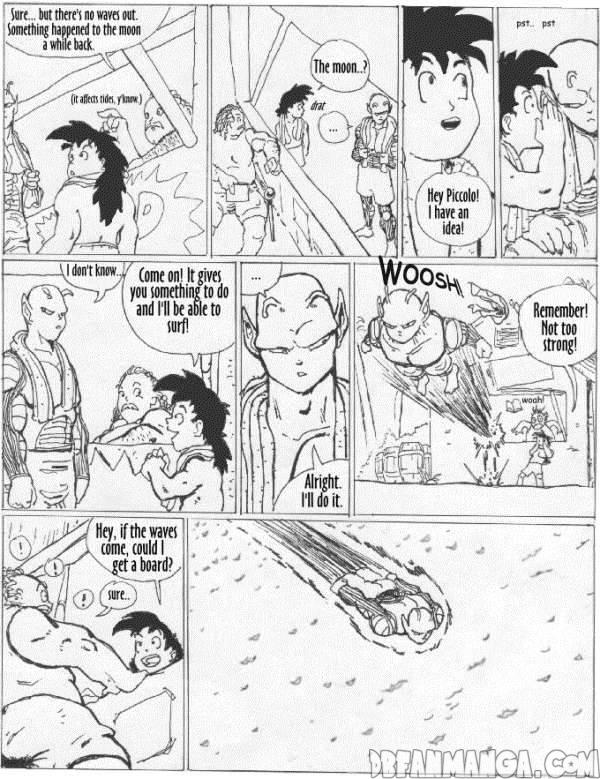 Sure... but there's no waves out.
Something happened to the moon
a while back.
(it affects tides, y'know.)
The moon..?
drat
...
Hey Piccolo!
I have an
idea!
pst.. pst
I don't know...
Come on! It gives
you something to do
and I'll be able to
surf!
...
Alright.
I'll do it.
WOOSH!
Remember!
Not too
strong!
woah!
!
!
!
Hey, if the waves
come, could I
get a board?
sure..
DBFANMANGA.COM